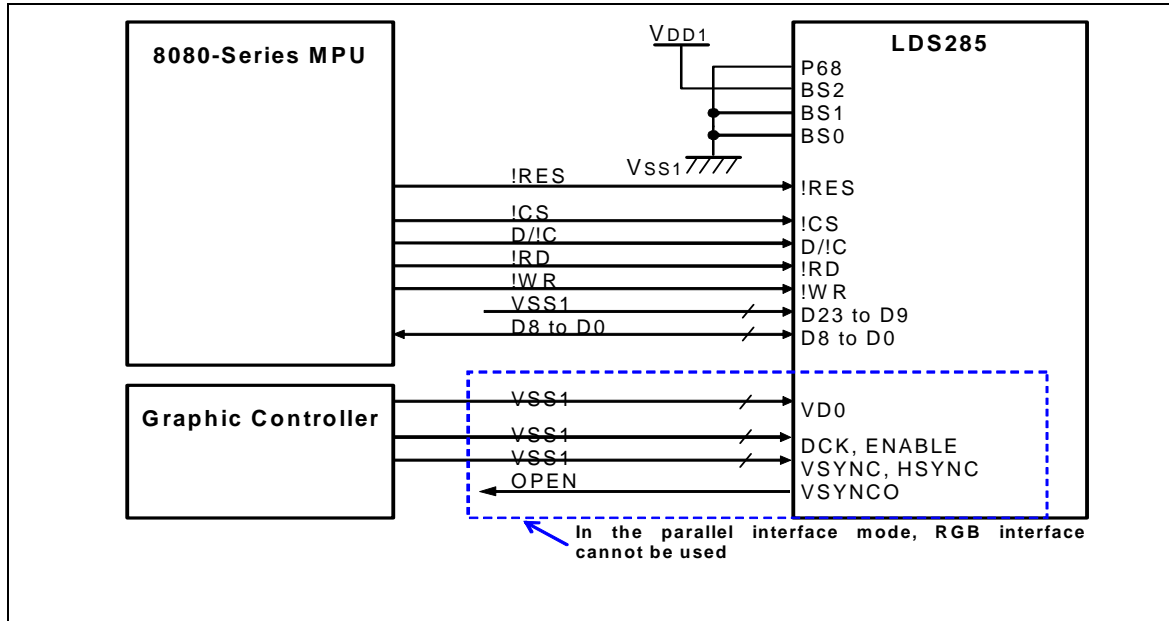 8080-Series MPU
VDD1
LDS285
P68
BS2
BS1
BS0
VSS1
!RES
!RES
!CS
!CS
D/!C
D/!C
!RD
!RD
!WR
!WR
VSS1
D23 to D9
D8 to D0
D8 to D0
Graphic Controller
VSS1
VD0
VSS1
DCK, ENABLE
VSS1
VSYNC, HSYNC
OPEN
VSYNCO
In the parallel interface mode, RGB interface
cannot be used